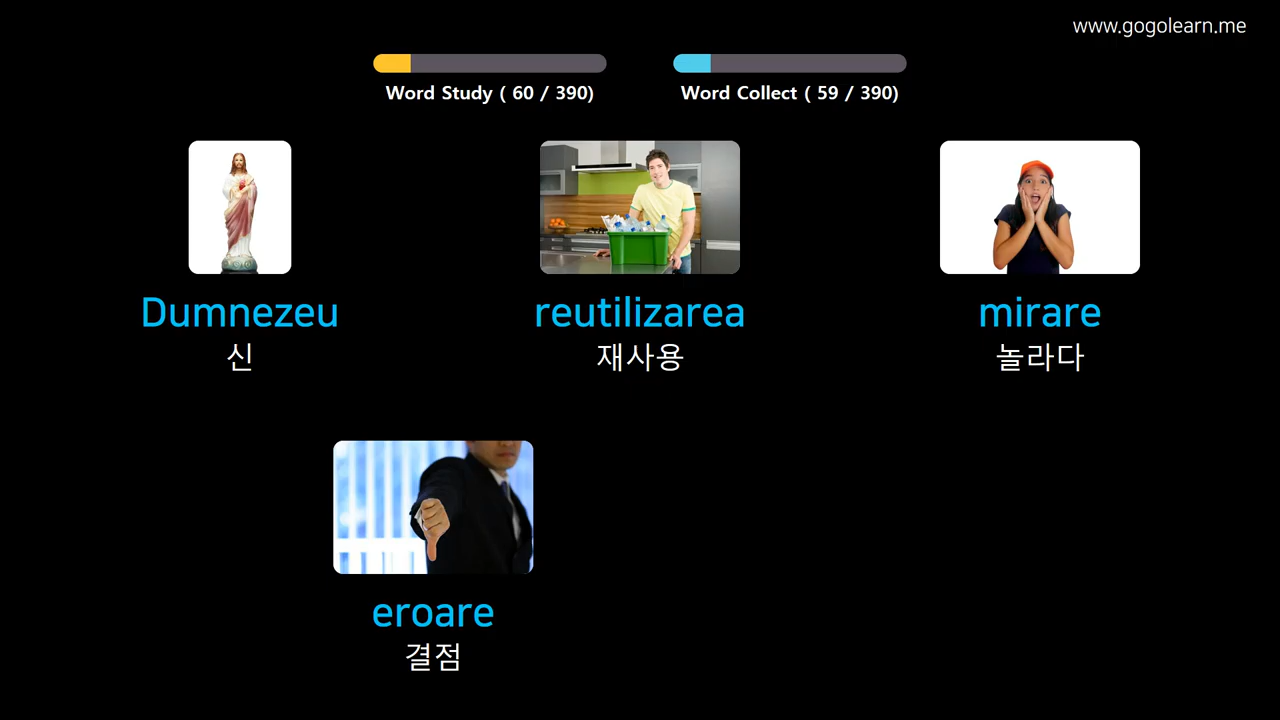 www.gogolearn.me
Word Study ( 60 / 390)
Word Collect ( 59 / 390)
Dumnezeu
신
reutilizarea
재사용
mirare
놀라다
eroare
결점